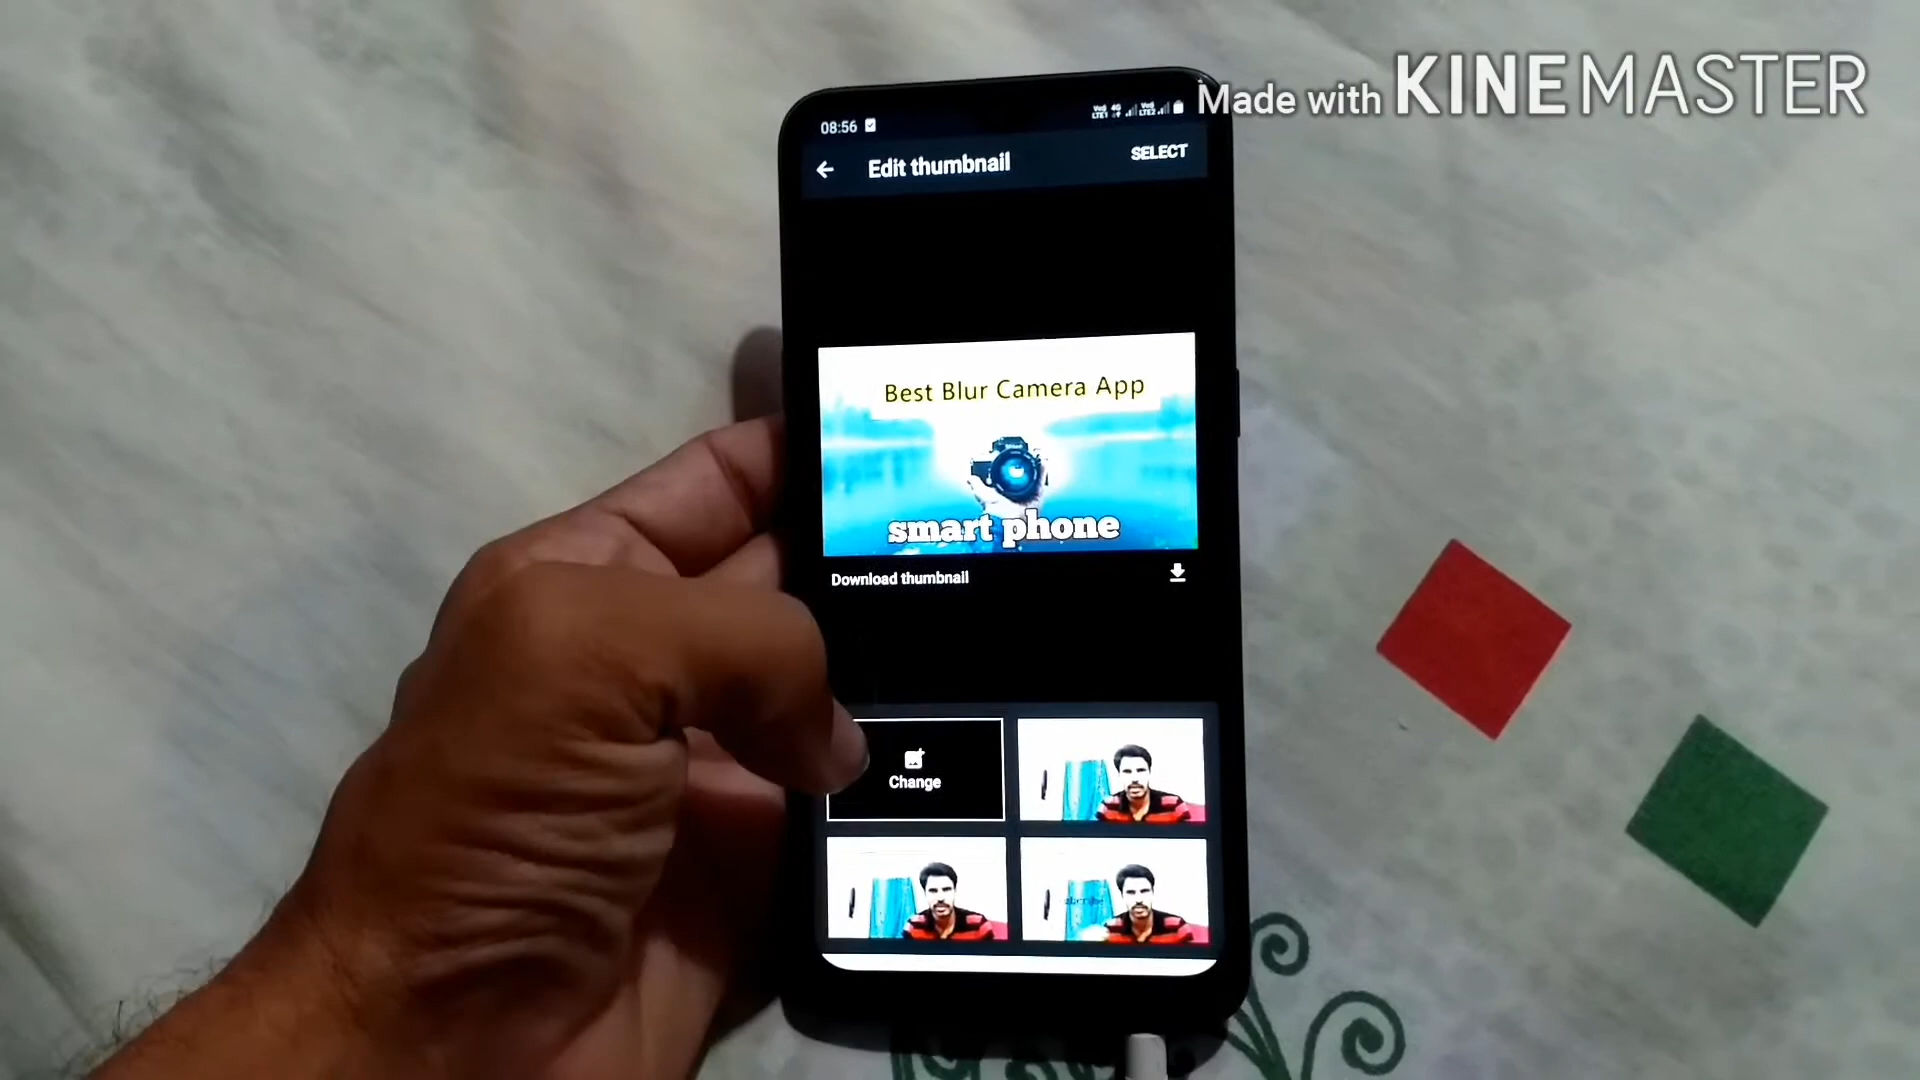 Made with KINEMASTER
08:56
Edit thumbnail
SELECT
Best Blur Camera App
smart phone
Download thumbnail
Change